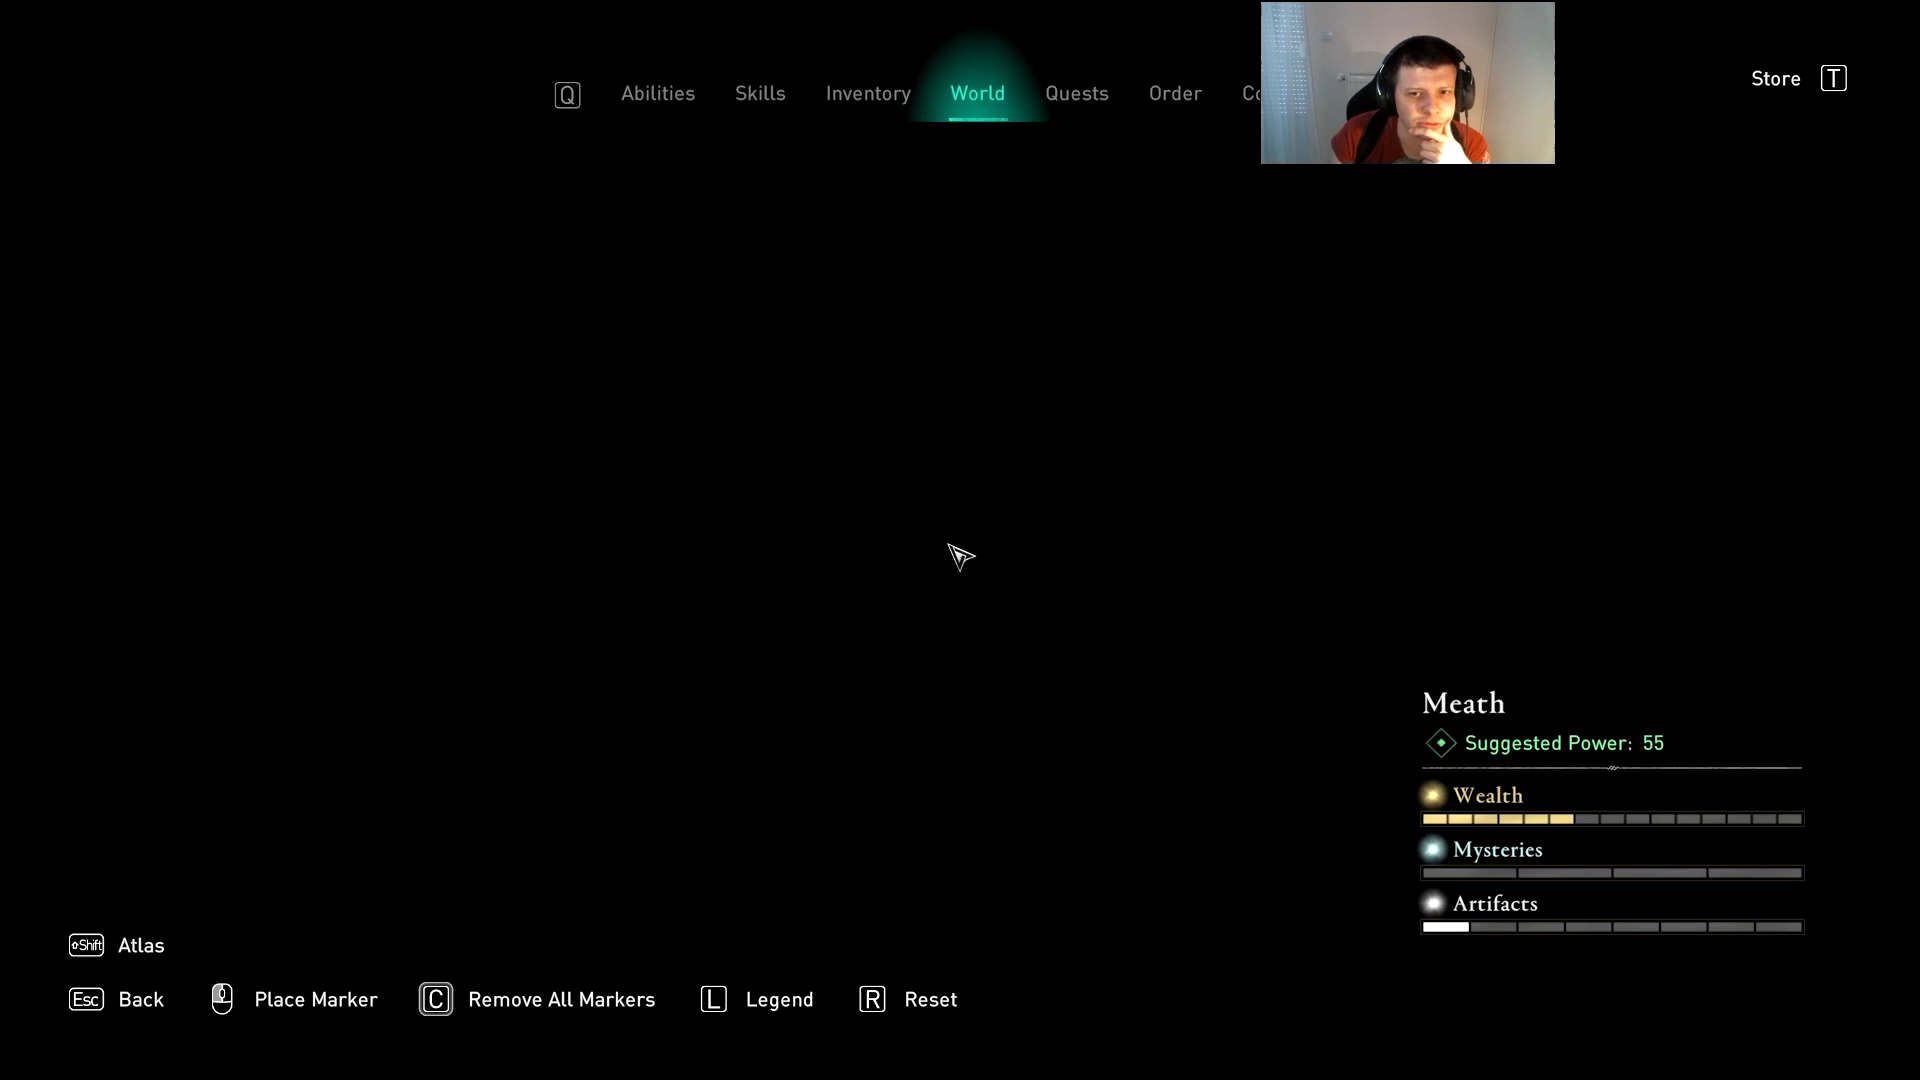 Q Abilities Skills Inventory World Quests Order Co
Store T
Meath
Suggested Power: 55
Wealth
Mysteries
Artifacts
Shift Atlas
Esc Back Place Marker C Remove All Markers L Legend R Reset